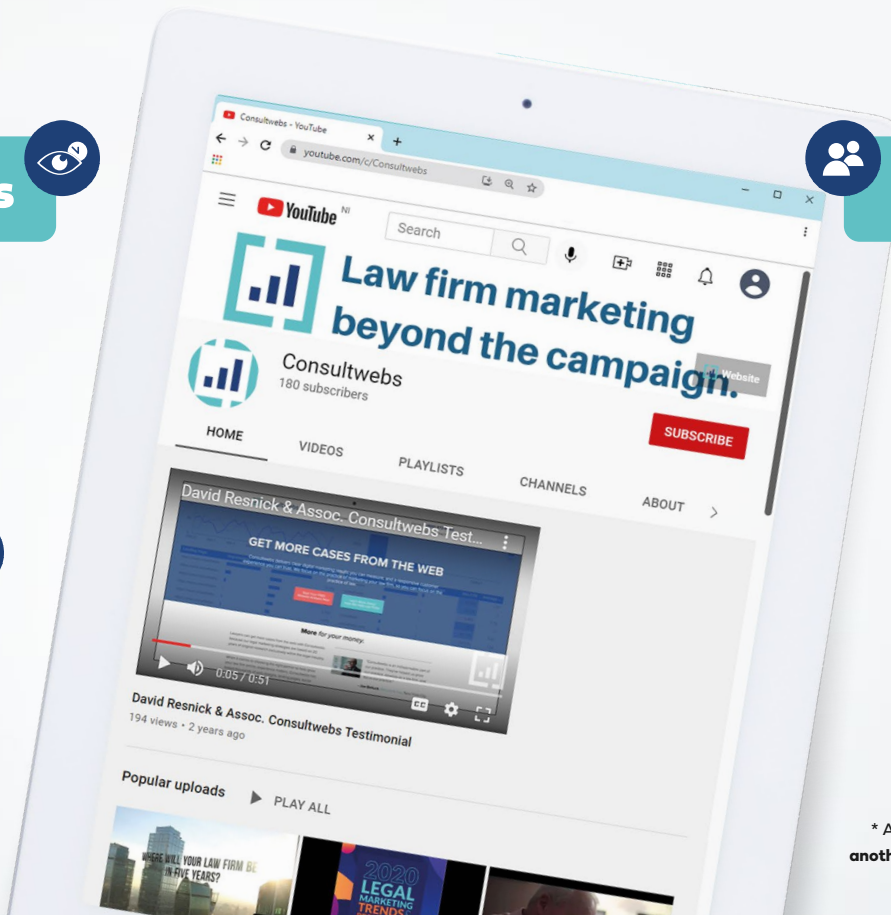 Consultwebs - YouTube
youtube.com/c/Consultwebs
s
YouTube NI
Search
Law firm marketing
beyond the campaign.
Website
Consultwebs
180 subscribers
SUBSCRIBE
HOME
VIDEOS
PLAYLISTS
CHANNELS
ABOUT
David Resnick & Assoc. Consultwebs Test...
GET MORE CASES FROM THE WEB
More for your money.
0:05 / 0:51
CC
David Resnick & Assoc. Consultwebs Testimonial
194 views • 2 years ago
Popular uploads
PLAY ALL
WHERE WILL YOUR LAW FIRM BE
IN FIVE YEARS?
2020
LEGAL
MARKETING
TRENDS
* A
anoth